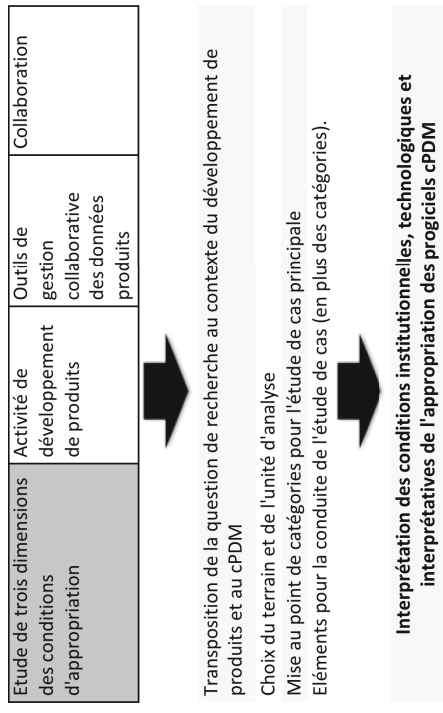 Etude de trois dimensions
des conditions
d'appropriation
Activité de
développement
de produits
Outils de
gestion
collaborative
des données
produits
Collaboration
Transposition de la question de recherche au contexte du développement de
produits et au cPDM
Choix du terrain et de l'unité d'analyse
Mise au point de catégories pour l'étude de cas principale
Eléments pour la conduite de l'étude de cas (en plus des catégories).
Interprétation des conditions institutionnelles, technologiques et
interprétatives de l'appropriation des progiciels cPDM